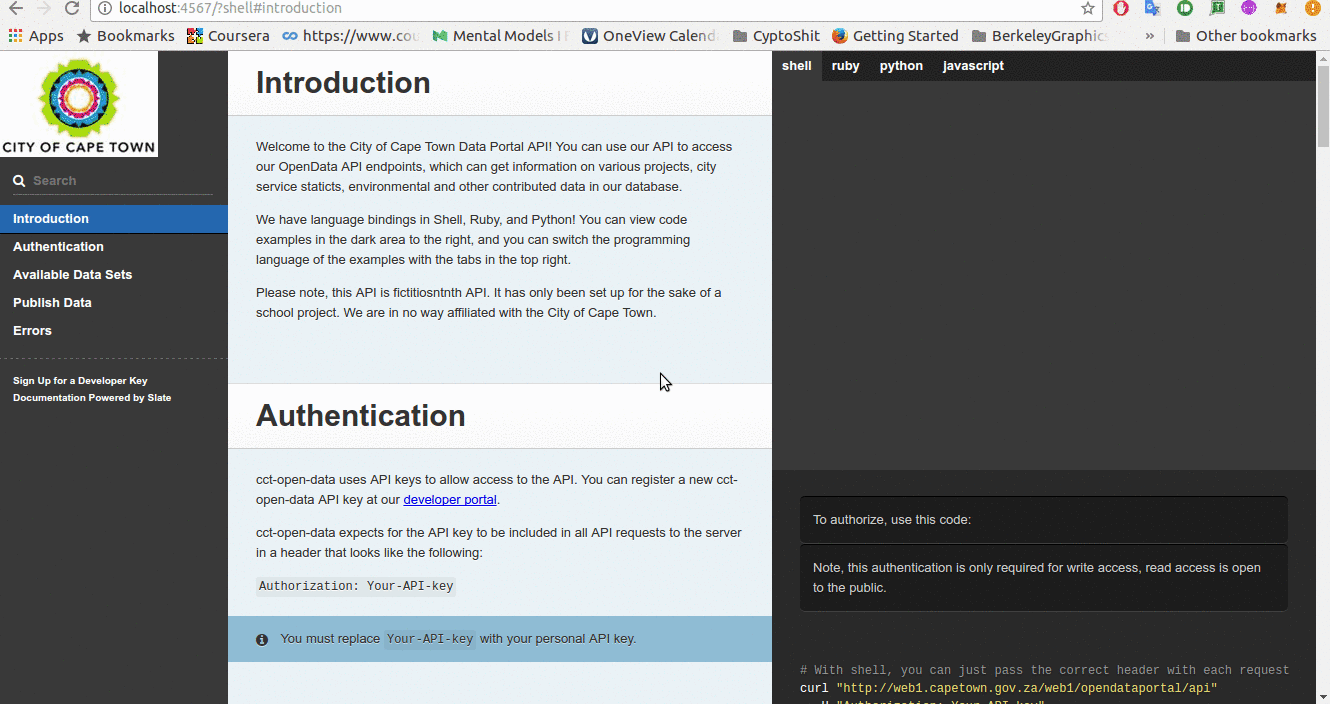 localhost:4567/?shell#introduction
Apps Bookmarks Coursera https://www.cou Mental Models OneView Calend CyptoShit Getting Started BerkeleyGraphics » Other bookmarks
CITY OF CAPE TOWN
Search
Introduction
Authentication
Available Data Sets
Publish Data
Errors
Sign Up for a Developer Key
Documentation Powered by Slate
Introduction
Welcome to the City of Cape Town Data Portal API! You can use our API to access
our OpenData API endpoints, which can get information on various projects, city
service staticts, environmental and other contributed data in our database.
We have language bindings in Shell, Ruby, and Python! You can view code
examples in the dark area to the right, and you can switch the programming
language of the examples with the tabs in the top right.
Please note, this API is fictitiosntnth API. It has only been set up for the sake of a
school project. We are in no way affiliated with the City of Cape Town.
Authentication
cct-open-data uses API keys to allow access to the API. You can register a new cct-
open-data API key at our developer portal.
cct-open-data expects for the API key to be included in all API requests to the server
in a header that looks like the following:
Authorization: Your-API-key
You must replace Your-API-key with your personal API key.
shell ruby python javascript
To authorize, use this code:
Note, this authentication is only required for write access, read access is open
to the public.
# With shell, you can just pass the correct header with each request
curl "http://web1.capetown.gov.za/web1/opendataportal/api"